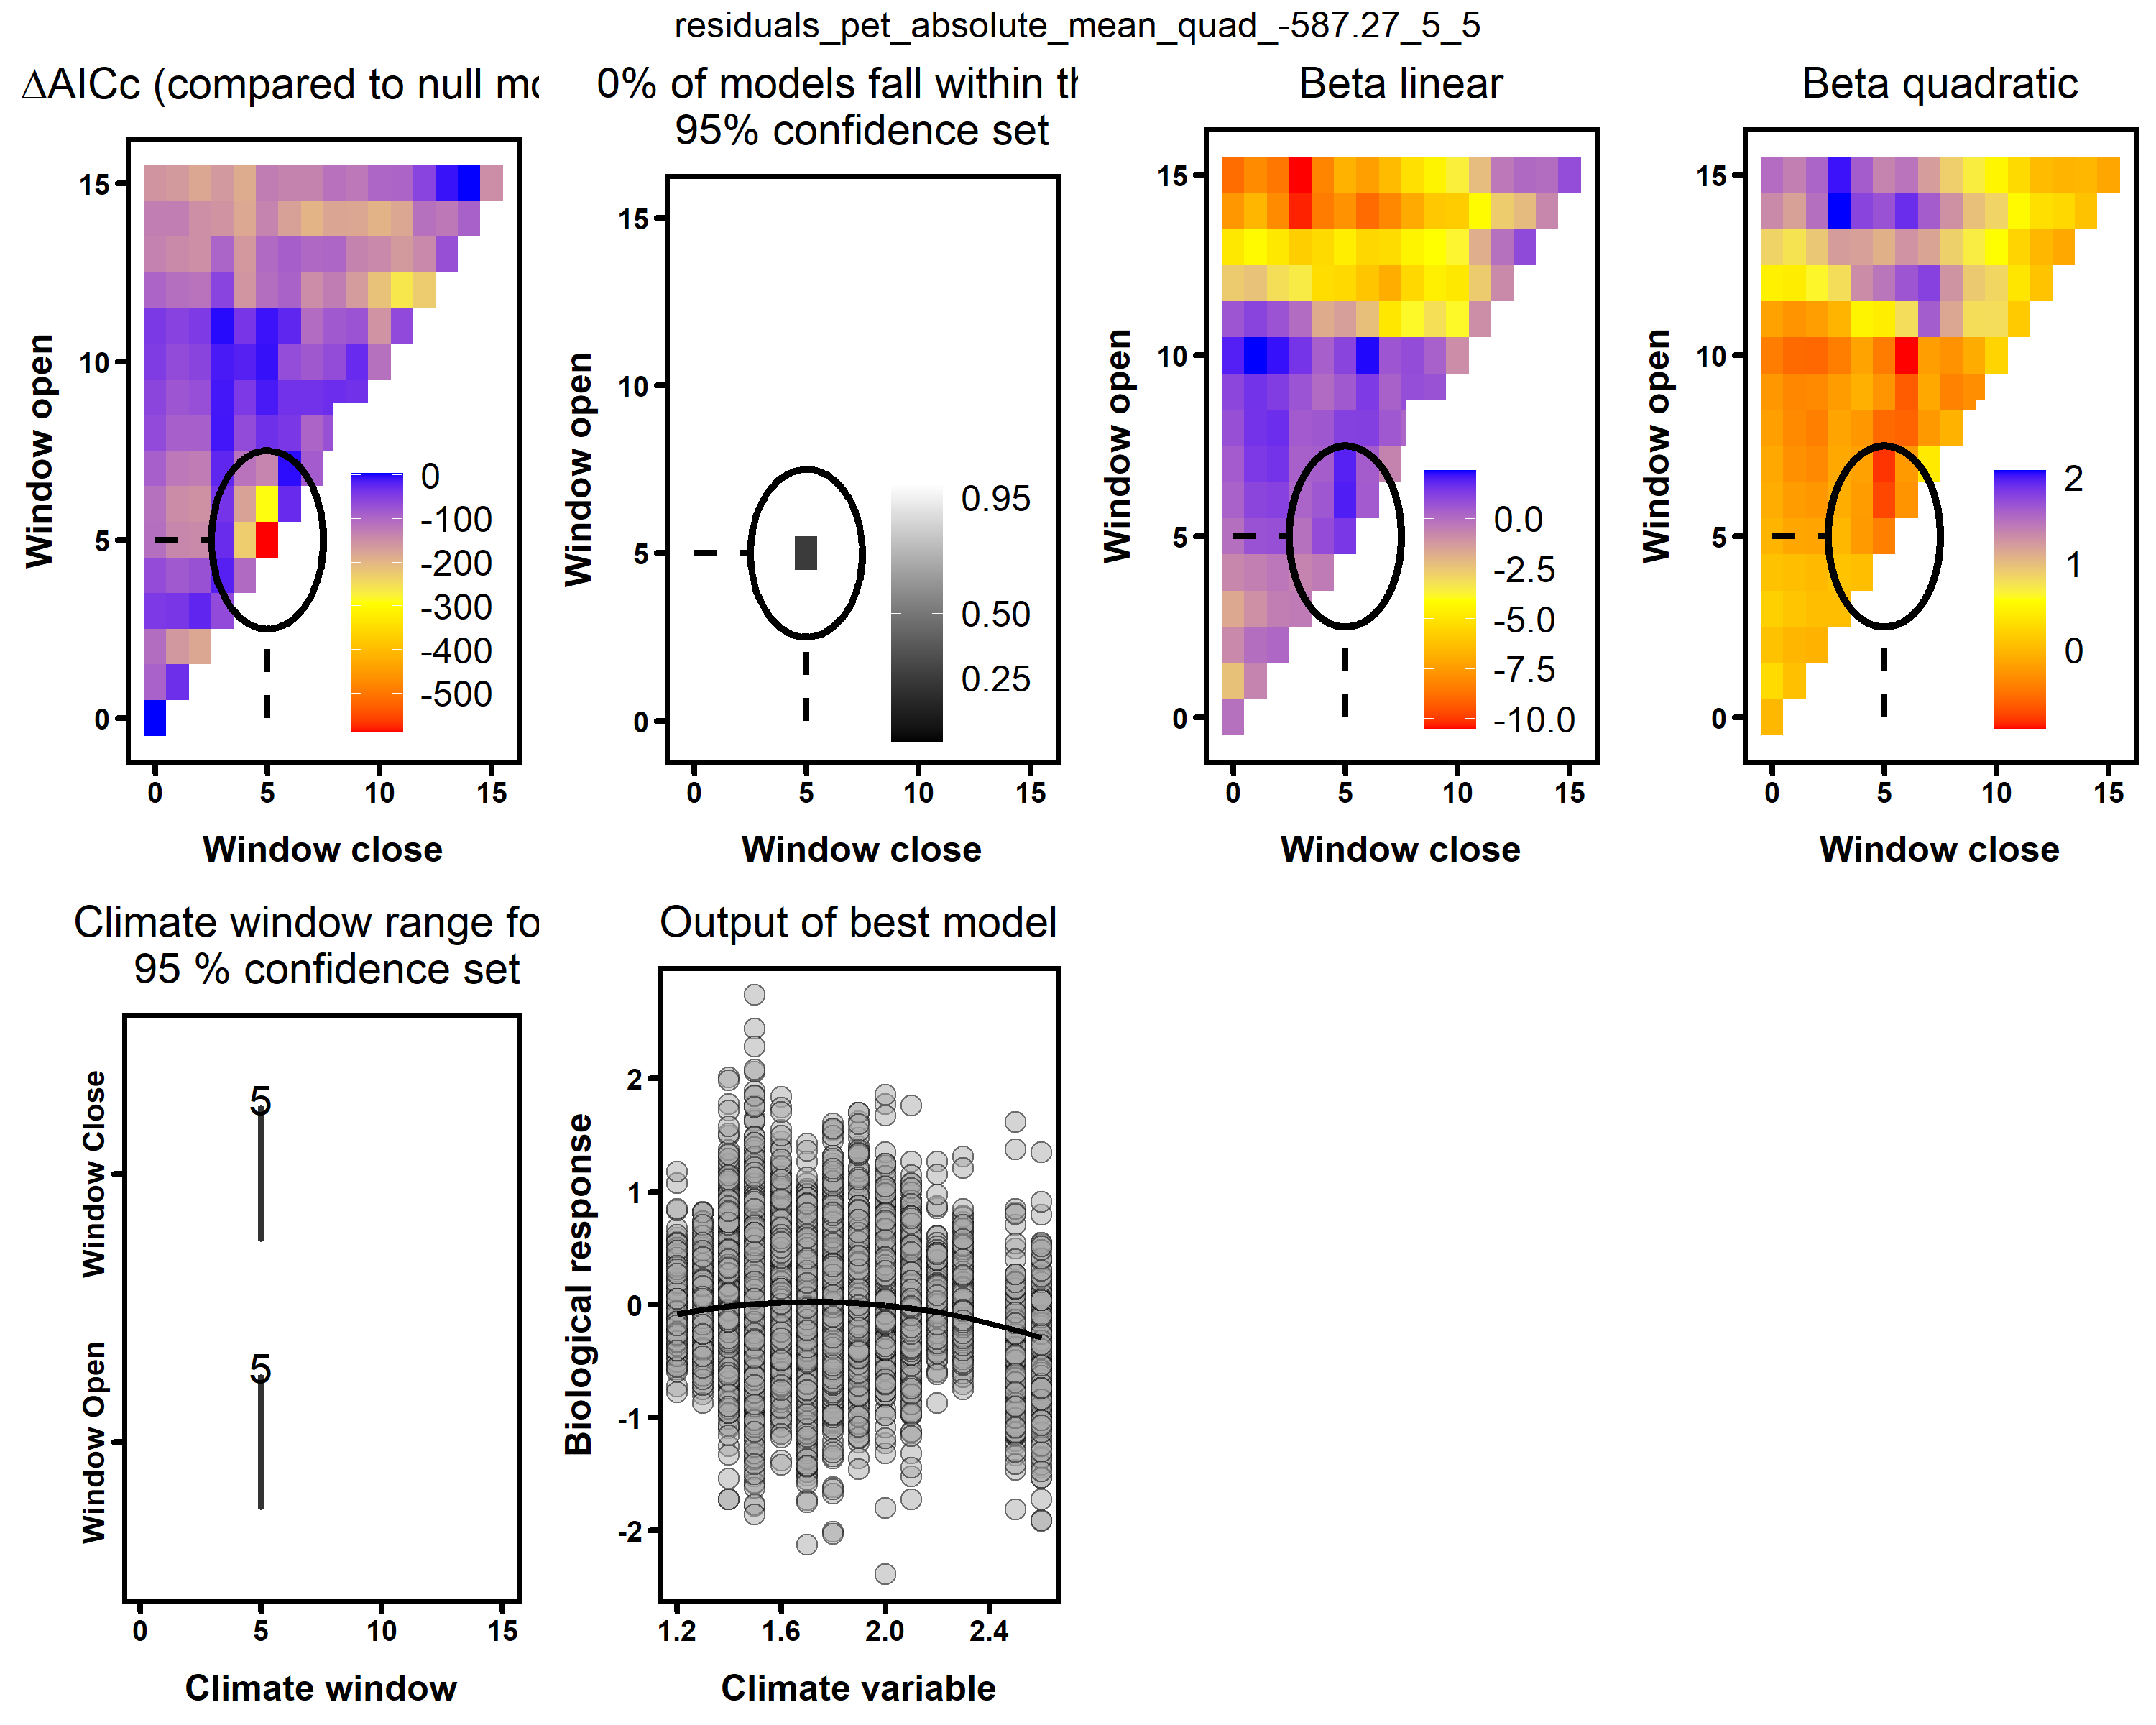 residuals_pet_absolute_mean_quad_-587.27_5_5
ΔAICc (compared to null mo
0% of models fall within th
95% confidence set
Beta linear
Beta quadratic
Window open
15
10
5
0
0
-100
-200
-300
-400
-500
0 5 10 15
Window close
Window open
15
10
5
0
0.95
0.50
0.25
0 5 10 15
Window close
Window open
15
10
5
0
0.0
-2.5
-5.0
-7.5
-10.0
0 5 10 15
Window close
Window open
15
10
5
0
2
1
0
0 5 10 15
Window close
Climate window range fo
95 % confidence set
Window Close
5
Window Open
5
0 5 10 15
Climate window
Output of best model
Biological response
2
1
0
-1
-2
1.2 1.6 2.0 2.4
Climate variable